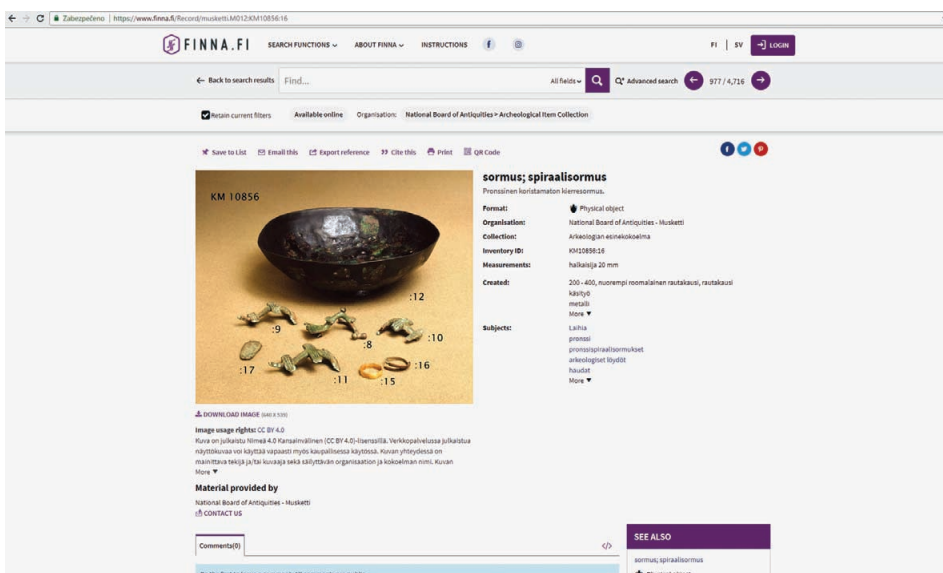 Zabezpečeno | https://www.finna.fi/Record/musketti.M012:KM10856:16
FINNA.FI SEARCH FUNCTIONS ABOUT FINNA INSTRUCTIONS f FI | SV LOGIN
← Back to search results Find... All fields Advanced search ← 977 / 4,716 →
Retain current filters Available online Organisation: National Board of Antiquities > Archeological Item Collection
Save to List Email this Export reference Cite this Print QR Code
sormus; spiraalisormus
Pronssinen koristamaton kierresormus.
Format: Physical object
Organisation: National Board of Antiquities - Musketti
Collection: Arkeologian esinekokoelma
Inventory ID: KM10856:16
Measurements: halkaisija 20 mm
Created: 200 - 400, nuorempi roomalainen rautakausi, rautakausi
käsityö
metalli
More ▼
Subjects: Laihia
pronssi
pronssispiraalisormukset
arkeologiset löydöt
haudat
More ▼
KM 10856
:12
:9
:8
:10
:17
:11
:15
:16
DOWNLOAD IMAGE
Image usage rights: CC BY 4.0
Kuva on julkaistu Nimeä 4.0 Kansainvälinen (CC BY 4.0)-lisenssillä. Verkkopalvelussa julkaistua
näyttökuvaa voi käyttää vapaasti myös kaupallisessa käytössä. Kuvan yhteydessä on
mainittava tekijä ja/tai kuvaaja sekä säilyttävän organisaation ja kokoelman nimi. Kuvan
More ▼
Material provided by
National Board of Antiquities - Musketti
CONTACT US
Comments(0) </>
SEE ALSO
sormus; spiraalisormus